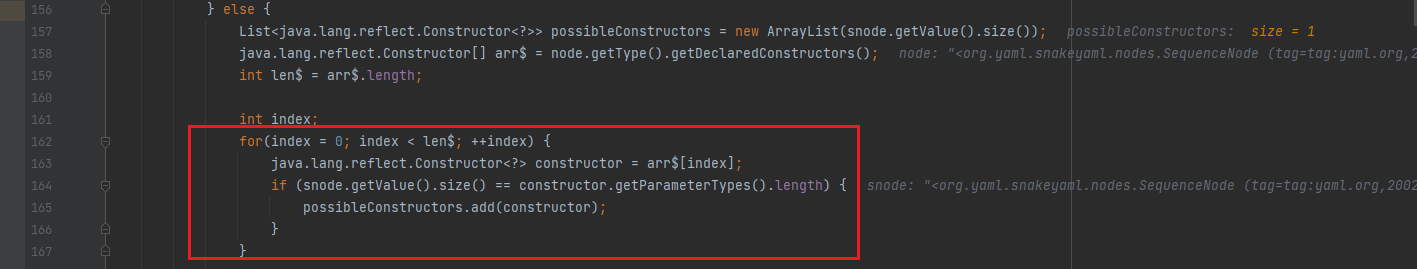 156 } else {
157 List<java.lang.reflect.Constructor<?>> possibleConstructors = new ArrayList(snode.getValue().size()); possibleConstructors: size = 1
158 java.lang.reflect.Constructor[] arr$ = node.getType().getDeclaredConstructors(); node: "<org.yaml.snakeyaml.nodes.SequenceNode (tag=tag:yaml.org,2
159 int len$ = arr$.length;
160
161 int index;
162 for(index = 0; index < len$; ++index) {
163 java.lang.reflect.Constructor<?> constructor = arr$[index];
164 if (snode.getValue().size() == constructor.getParameterTypes().length) { snode: "<org.yaml.snakeyaml.nodes.SequenceNode (tag=tag:yaml.org,2002
165 possibleConstructors.add(constructor);
166 }
167 }